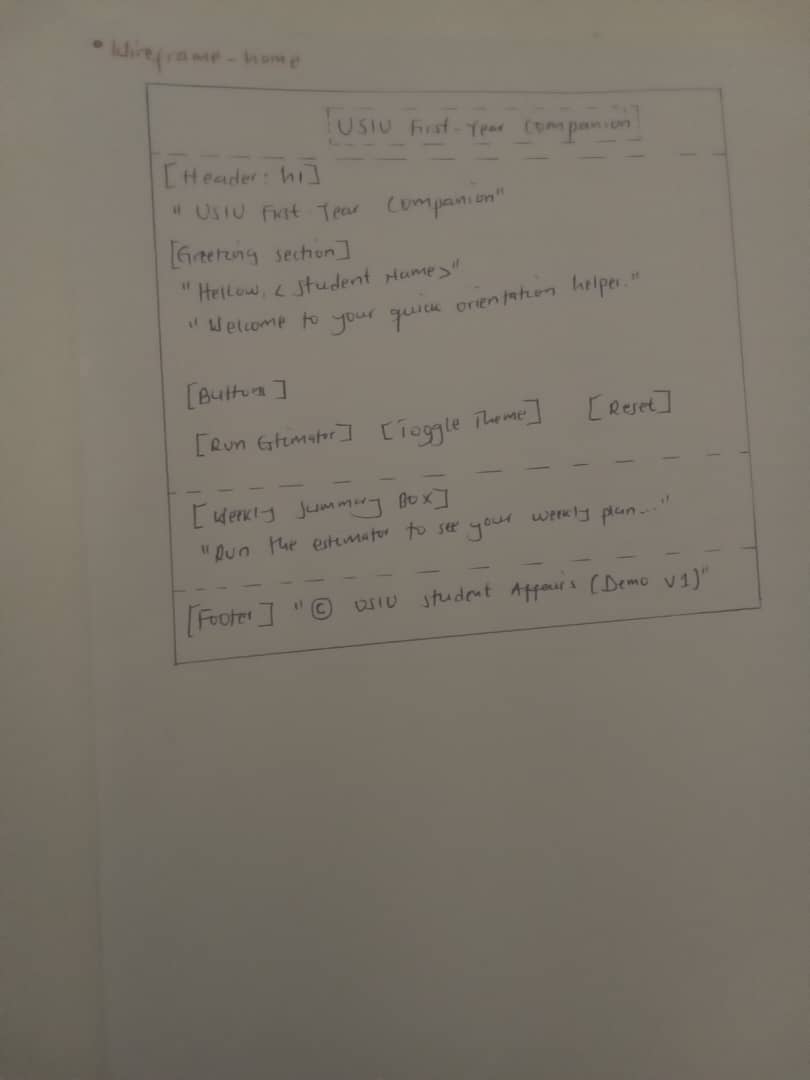 • Wireframe - home
USIU First-Year Companion
[Header: h1]
"USIU First Year Companion"
[Greeting section]
"Hellow, < Student Name>"
"Welcome to your quick orientation helper."
[Button]
[Run Estimator] [Toggle Theme] [Reset]
[Weekly Summary Box]
"Run the estimator to see your weekly plan..."
[Footer] "© USIU Student Affairs (Demo v1)"